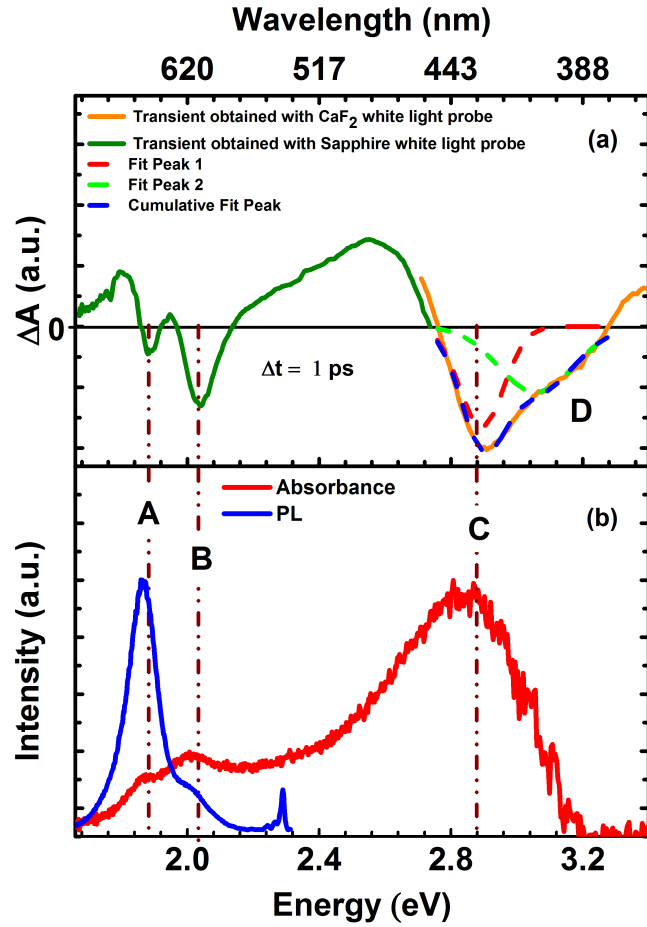 Wavelength (nm)
620 517 443 388
Transient obtained with CaF2 white light probe
Transient obtained with Sapphire white light probe
(a)
Fit Peak 1
Fit Peak 2
Cumulative Fit Peak
ΔA (a.u.)
0
Δt = 1 ps
D
Absorbance
PL
(b)
A
B
C
Intensity (a.u.)
2.0 2.4 2.8 3.2
Energy (eV)